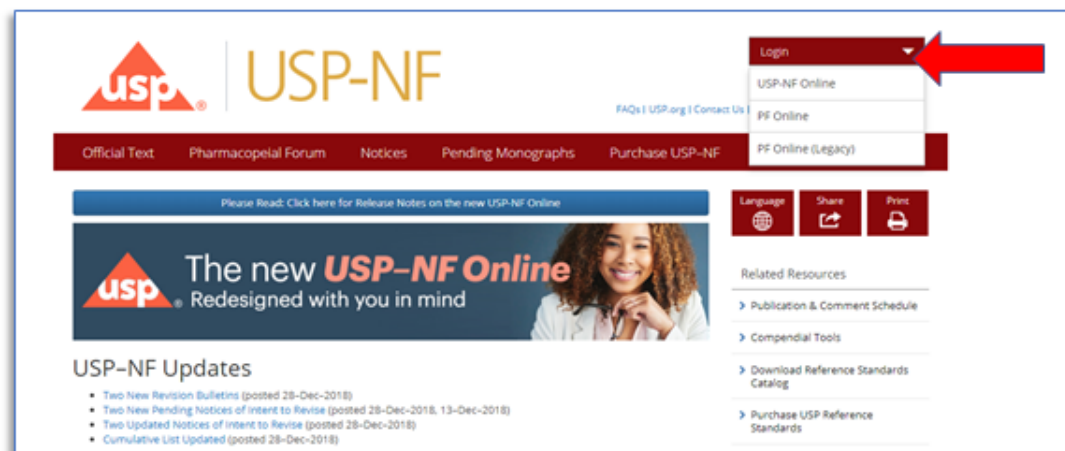 usp
USP-NF
Login
USP-NF Online
PF Online
PF Online (Legacy)
FAQs | USP.org | Contact Us |
Official Text Pharmacopeial Forum Notices Pending Monographs Purchase USP–NF
Please Read: Click here for Release Notes on the new USP-NF Online
Language Share Print
usp
The new USP–NF Online
Redesigned with you in mind
Related Resources
Publication & Comment Schedule
Compendial Tools
Download Reference Standards
Catalog
Purchase USP Reference
Standards
USP–NF Updates
Two New Revision Bulletins (posted 28–Dec–2018)
Two New Pending Notices of Intent to Revise (posted 28–Dec–2018, 13–Dec–2018)
Two Updated Notices of Intent to Revise (posted 28–Dec–2018)
Cumulative List Updated (posted 28–Dec–2018)